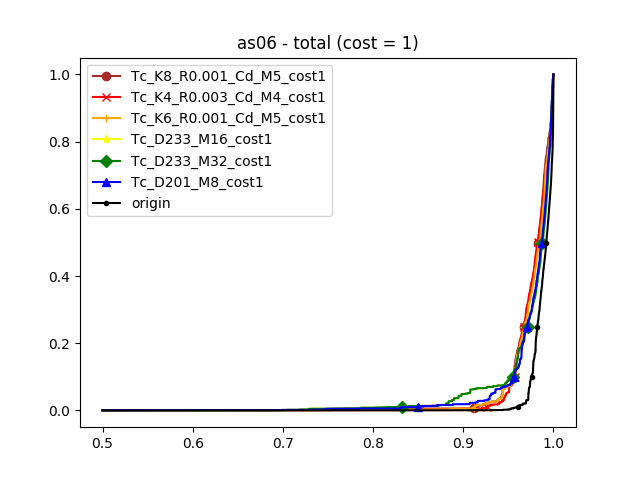 as06 - total (cost = 1)
Tc_K8_R0.001_Cd_M5_cost1
Tc_K4_R0.003_Cd_M4_cost1
Tc_K6_R0.001_Cd_M5_cost1
Tc_D233_M16_cost1
Tc_D233_M32_cost1
Tc_D201_M8_cost1
origin
1.0
0.8
0.6
0.4
0.2
0.0
0.5 0.6 0.7 0.8 0.9 1.0